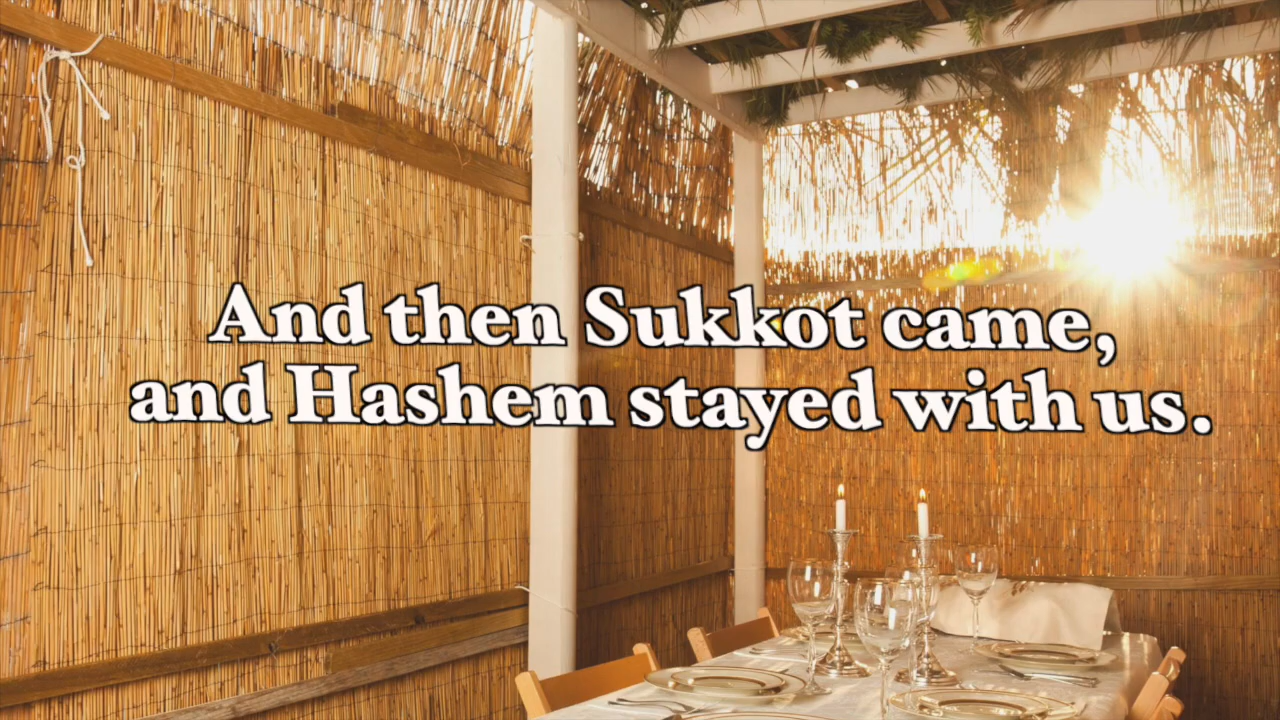 And then Sukkot came,
and Hashem stayed with us.